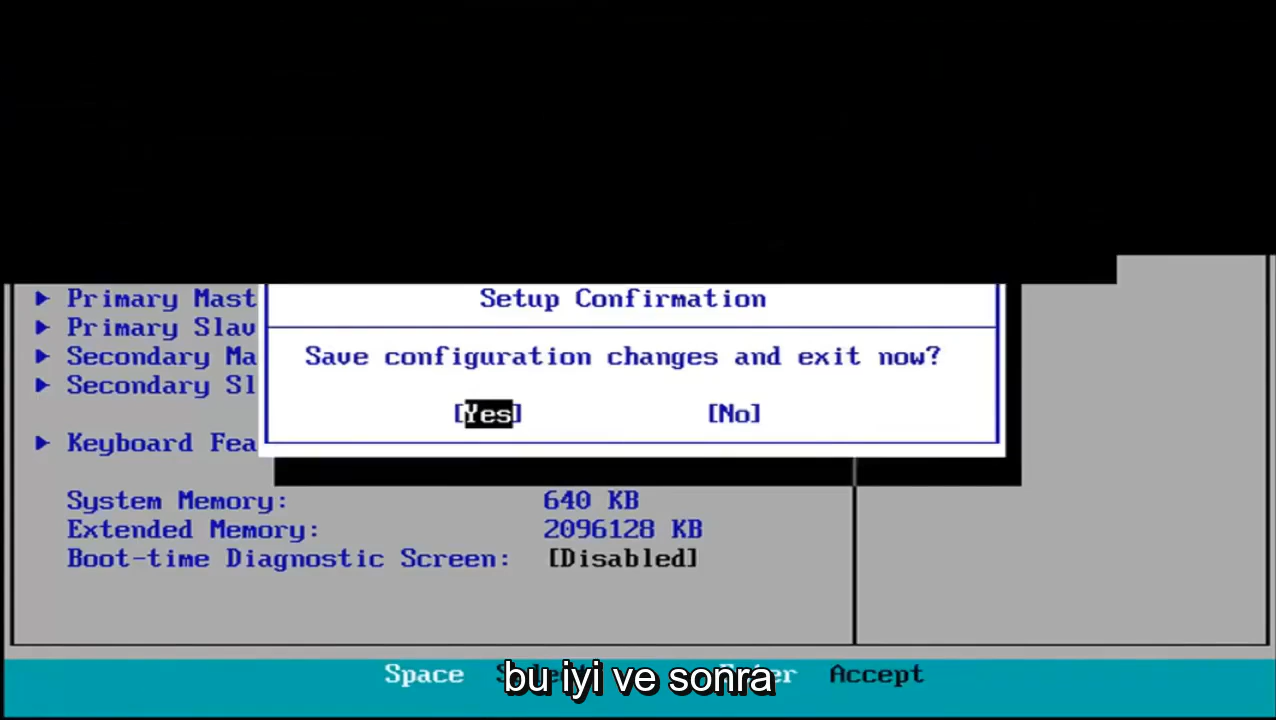 Primary Mast
Setup Confirmation
Primary Slav
Secondary Ma
Save configuration changes and exit now?
Secondary Sl
[Yes] [No]
Keyboard Fea
System Memory: 640 KB
Extended Memory: 2096128 KB
Boot-time Diagnostic Screen: [Disabled]
Space Accept
bu iyi ve sonra